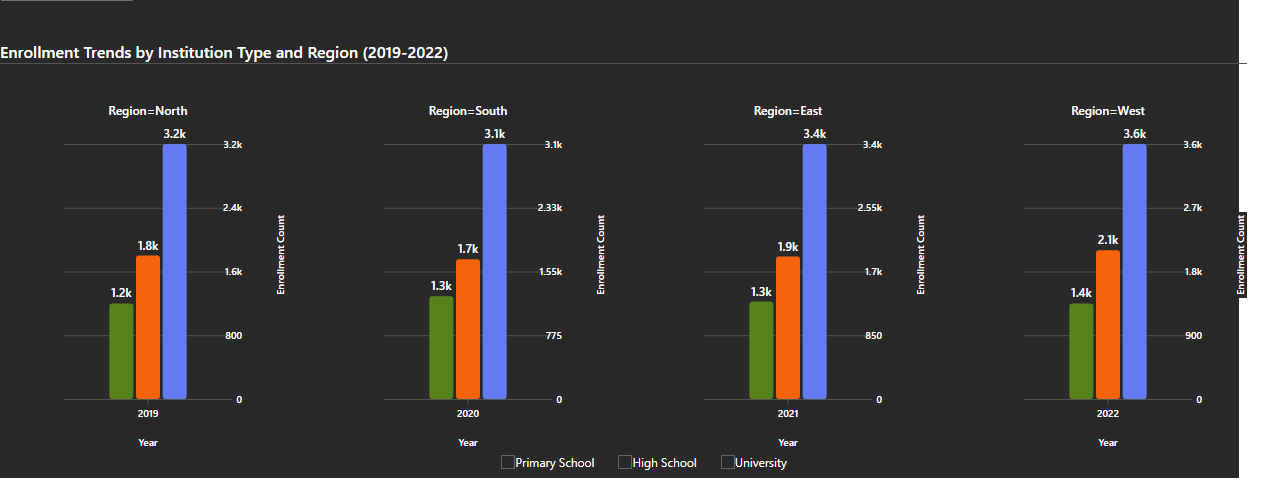 Enrollment Trends by Institution Type and Region (2019-2022)
Region=North
3.2k
3.2k
2.4k
1.8k
1.6k
1.2k
800
0
2019
Year
Enrollment Count
Region=South
3.1k
3.1k
2.33k
1.7k
1.55k
1.3k
775
0
2020
Year
Enrollment Count
Region=East
3.4k
3.4k
2.55k
1.9k
1.7k
1.3k
850
0
2021
Year
Enrollment Count
Region=West
3.6k
3.6k
2.7k
2.1k
1.8k
1.4k
900
0
2022
Year
Enrollment Count
Primary School
High School
University